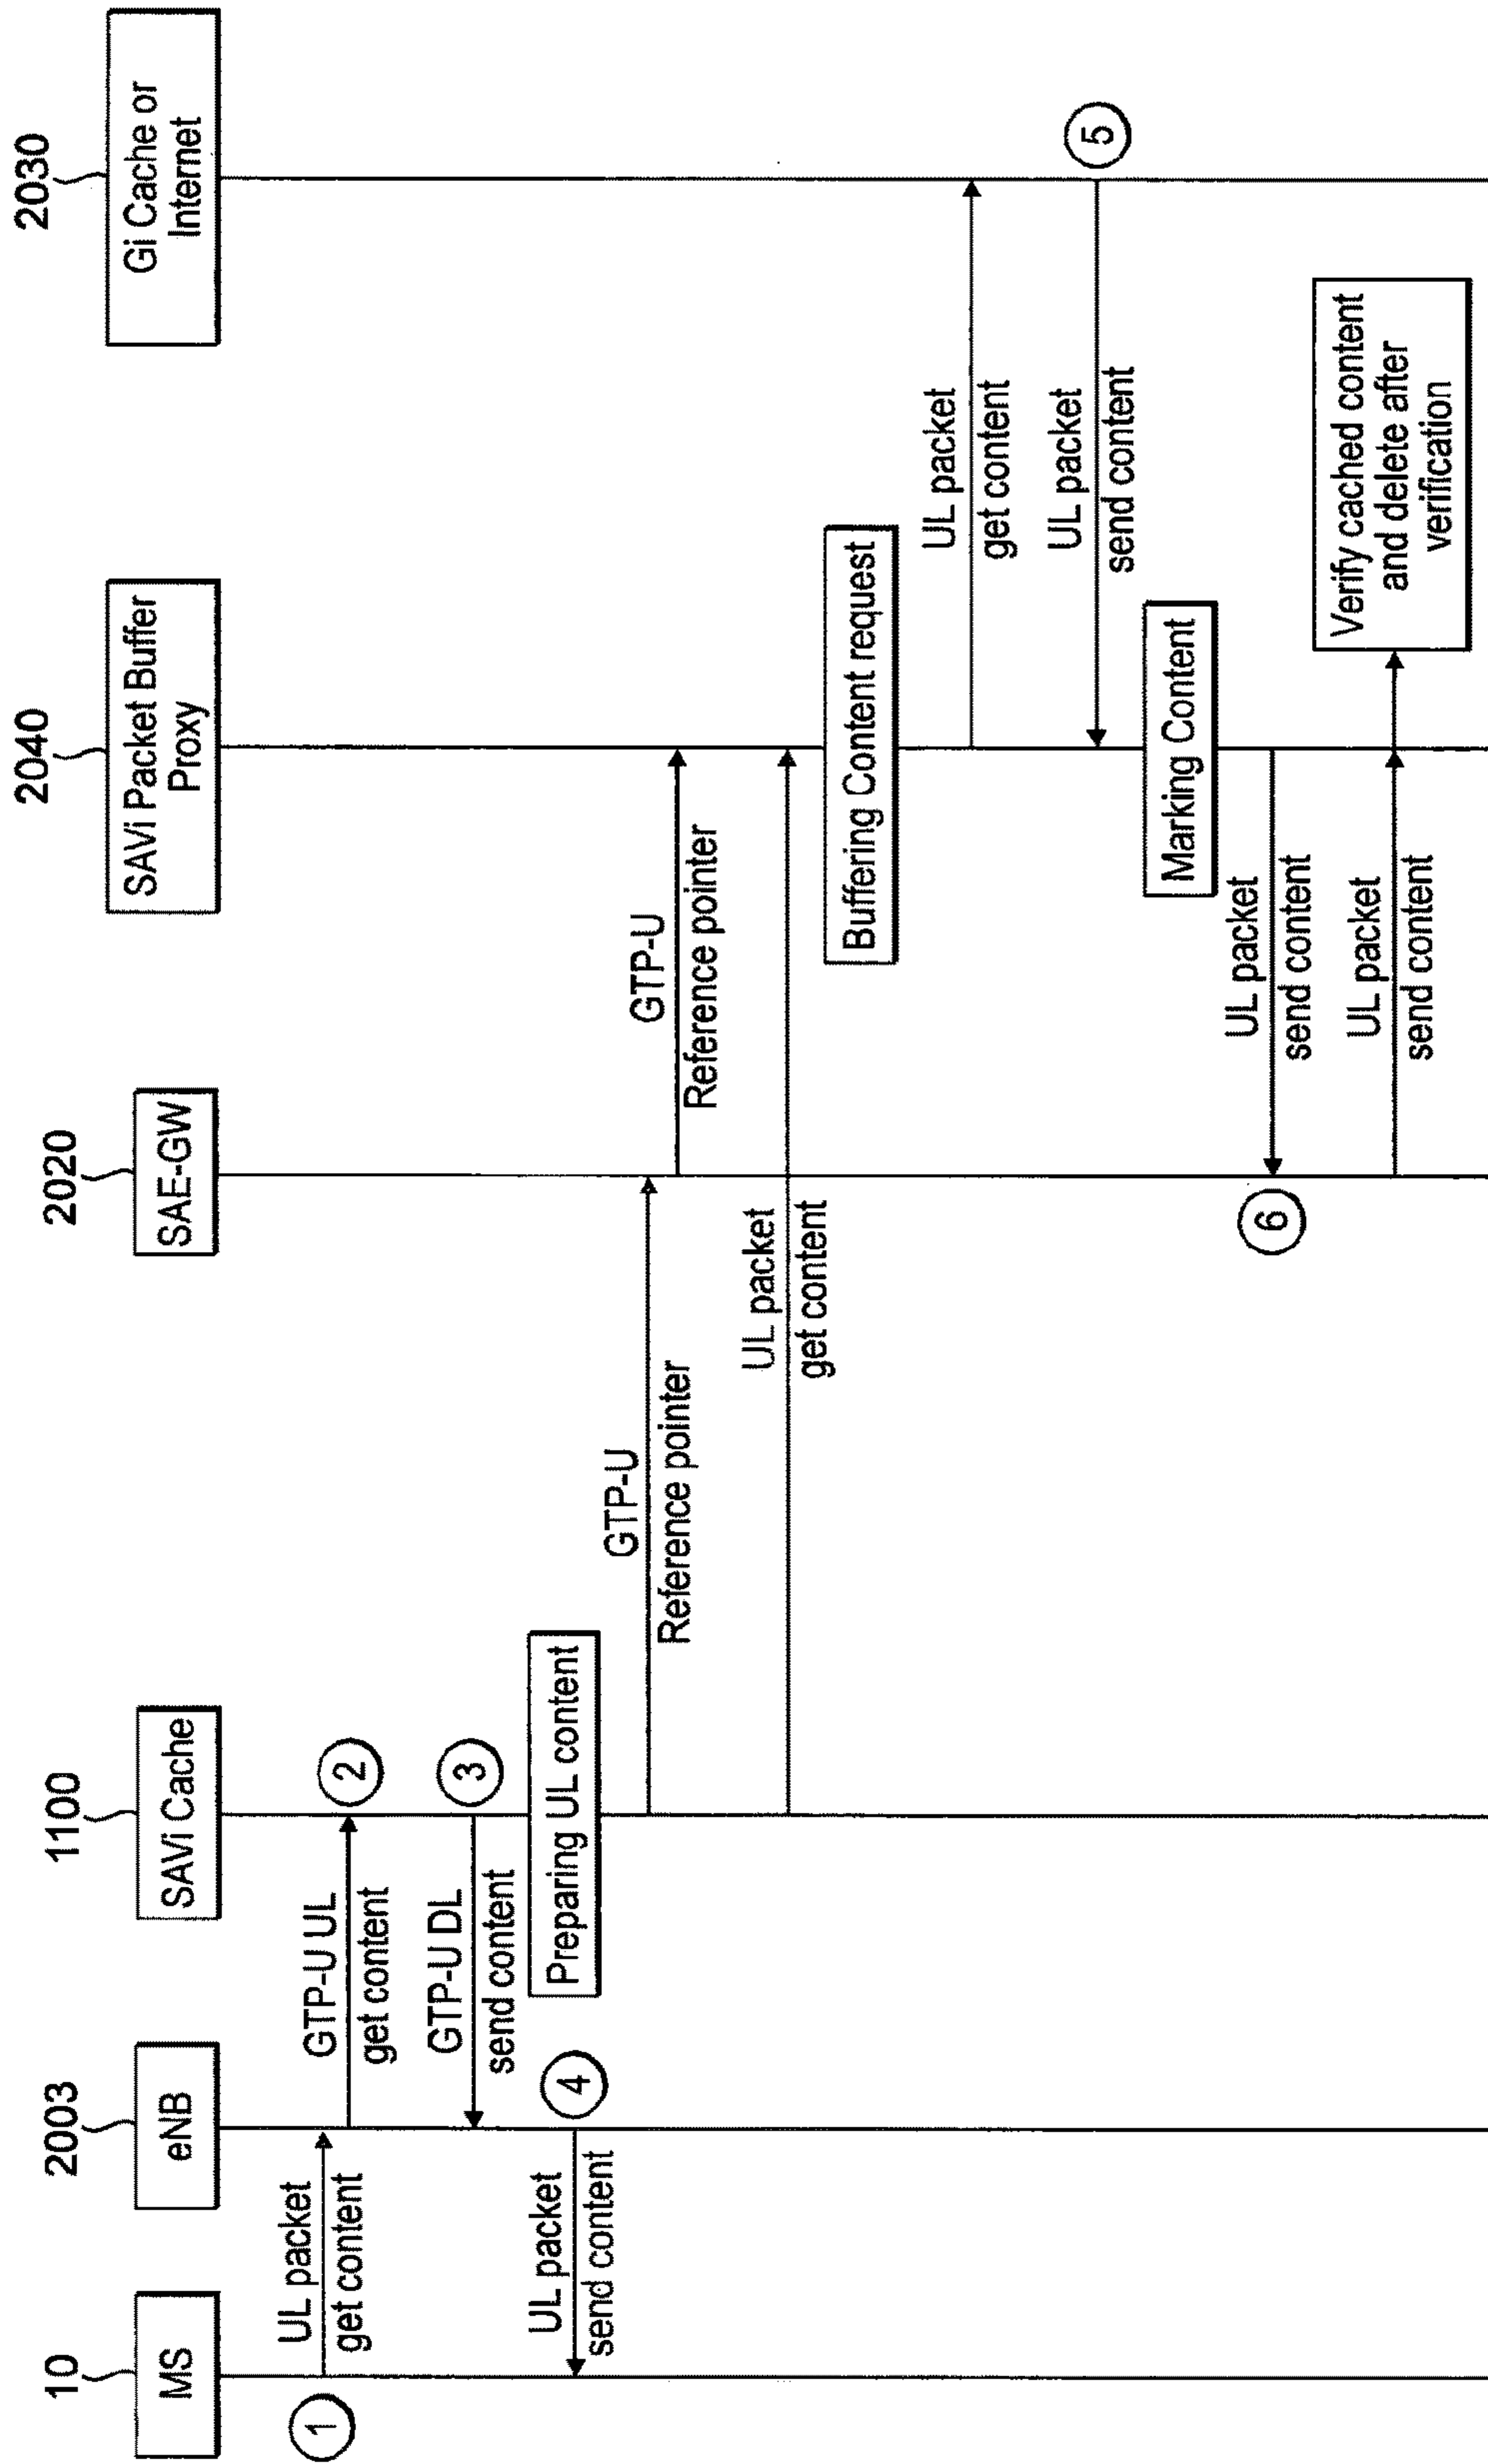 10
MS
2003
eNB
1100
SAVi Cache
2020
SAE-GW
2040
SAVi Packet Buffer
Proxy
2030
Gi Cache or
Internet
1
UL packet
get content
GTP-U UL
get content
2
GTP-U DL
send content
3
UL packet
send content
4
Preparing UL content
GTP-U
Reference pointer
GTP-U
Reference pointer
UL packet
get content
Buffering Content request
UL packet
get content
UL packet
send content
5
Marking Content
UL packet
send content
6
UL packet
send content
Verify cached content
and delete after
verification